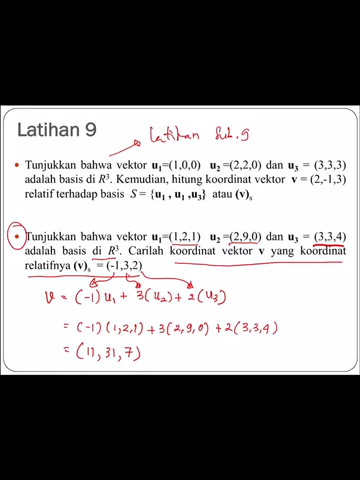 Latihan 9
Latihan hal.9
• Tunjukkan bahwa vektor u₁=(1,0,0) u₂ =(2,2,0) dan u₃ = (3,3,3)
adalah basis di R³. Kemudian, hitung koordinat vektor v = (2,-1,3)
relatif terhadap basis S = {u₁ , u₁ ,u₃} atau (v)ₛ
• Tunjukkan bahwa vektor u₁=(1,2,1) u₂ =(2,9,0) dan u₃ = (3,3,4)
adalah basis di R³. Carilah koordinat vektor v yang koordinat
relatifnya (v)ₛ = (-1,3,2)
v = (-1) u₁ + 3(u₂) + 2(u₃)
= (-1)(1,2,1) + 3(2,9,0) + 2(3,3,4)
= (11, 31, 7)